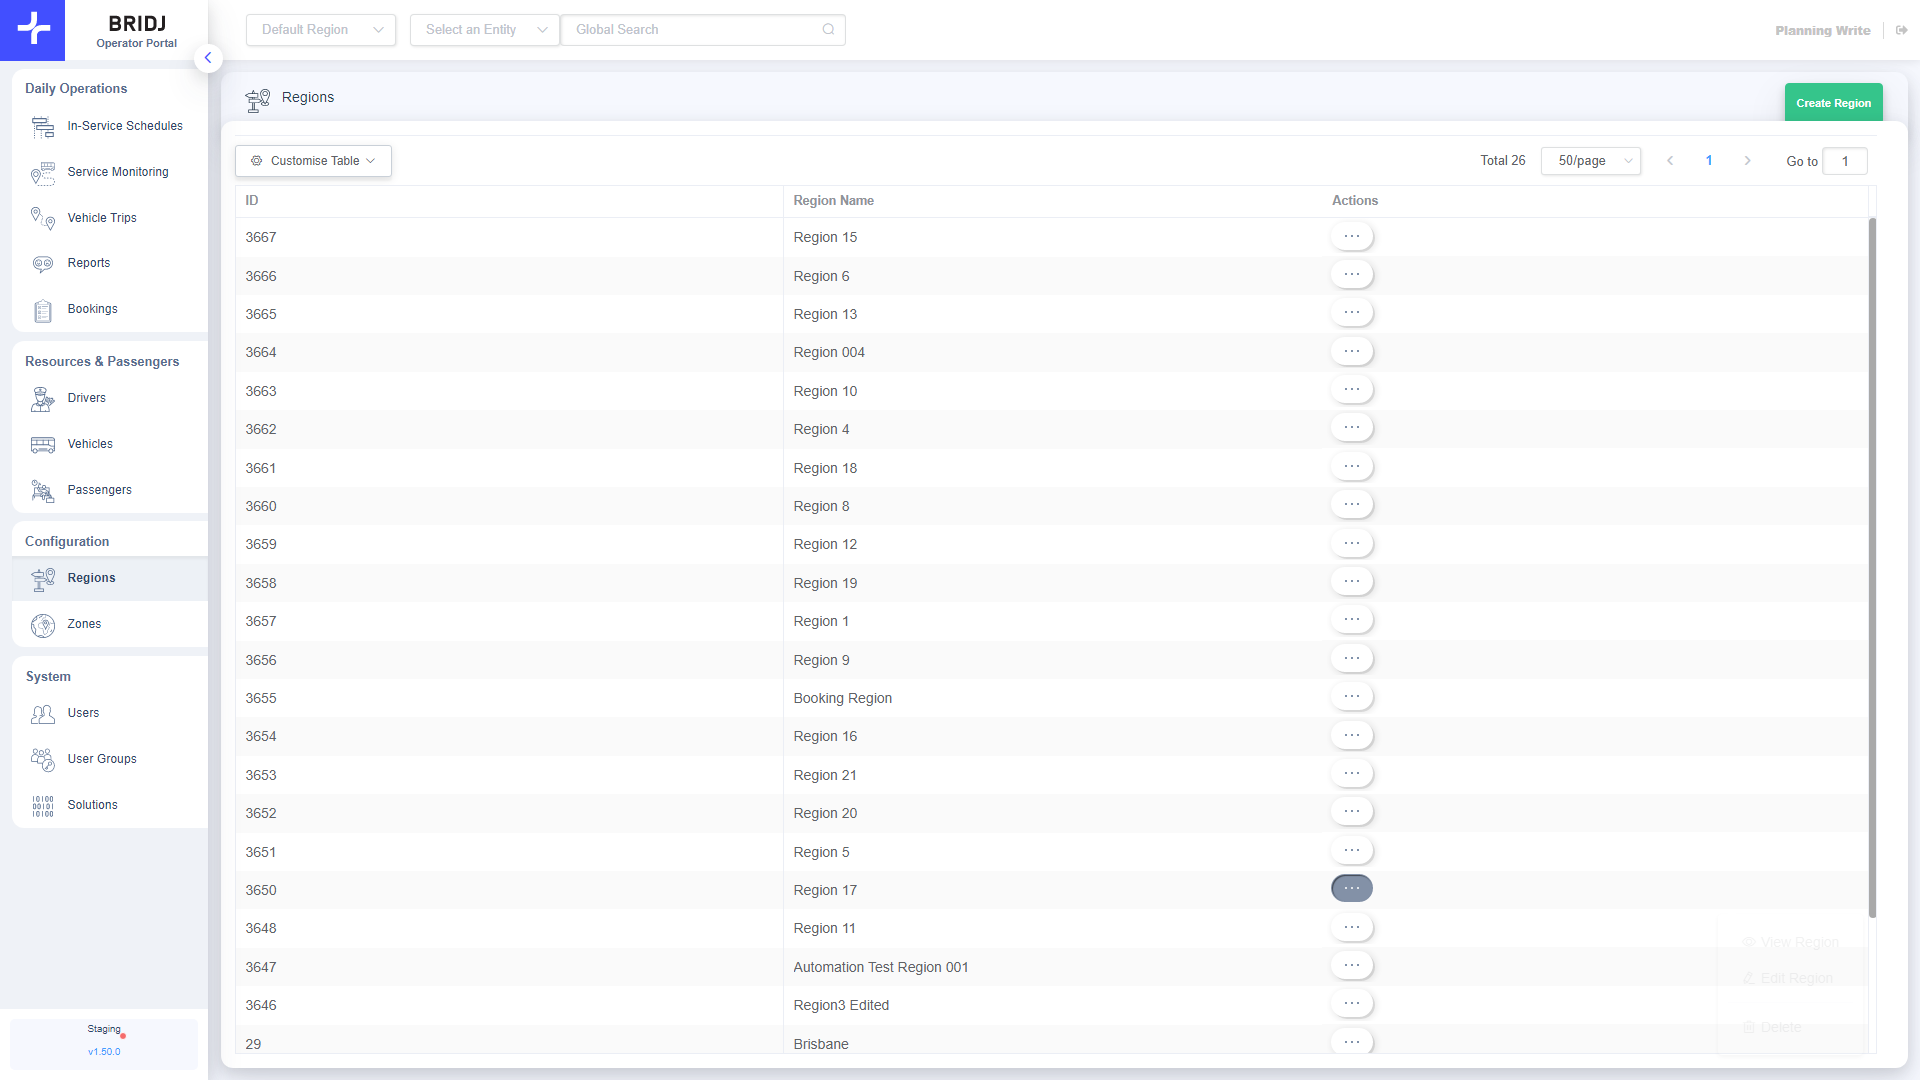 BRIDJ
Operator Portal
Default Region
Select an Entity
Global Search
Planning Write
Daily Operations
In-Service Schedules
Service Monitoring
Vehicle Trips
Reports
Bookings
Resources & Passengers
Drivers
Vehicles
Passengers
Configuration
Regions
Zones
System
Users
User Groups
Solutions
Staging
v1.50.0
Regions
Create Region
Customise Table
Total 26
50/page
1
Go to
1
ID Region Name Actions
3667 Region 15
3666 Region 6
3665 Region 13
3664 Region 004
3663 Region 10
3662 Region 4
3661 Region 18
3660 Region 8
3659 Region 12
3658 Region 19
3657 Region 1
3656 Region 9
3655 Booking Region
3654 Region 16
3653 Region 21
3652 Region 20
3651 Region 5
3650 Region 17
3648 Region 11
3647 Automation Test Region 001
3646 Region3 Edited
29 Brisbane
View Region
Edit Region
Delete